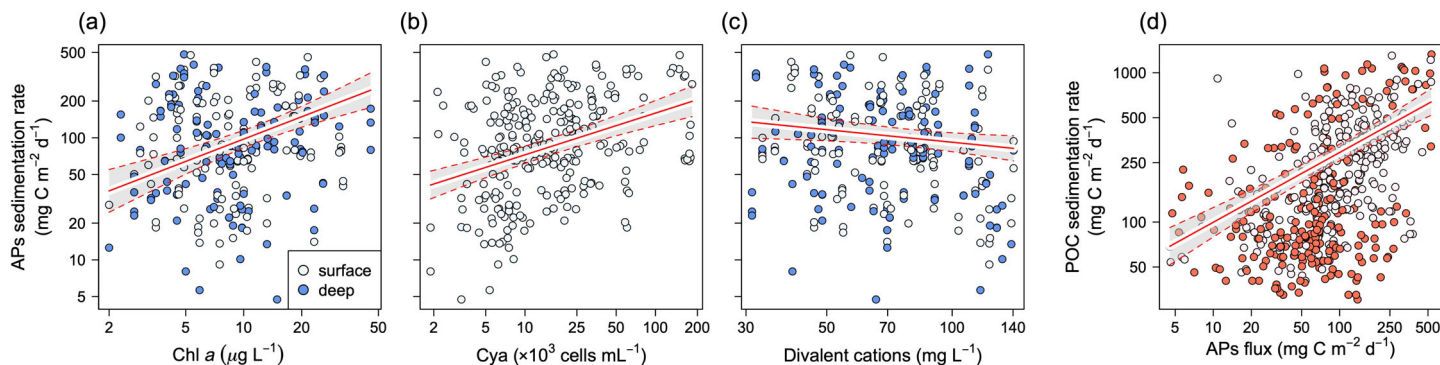 (a) (b) (c) (d)
APs sedimentation rate
(mg C m⁻² d⁻¹)
500
200
100
50
20
10
5
surface
deep
2 5 10 20 50
Chl a (μg L⁻¹)
2 5 10 25 50 100 200
Cya (×10³ cells mL⁻¹)
30 50 70 100 140
Divalent cations (mg L⁻¹)
POC sedimentation rate
(mg C m⁻² d⁻¹)
1000
500
250
100
50
5 10 20 50 100 250 500
APs flux (mg C m⁻² d⁻¹)